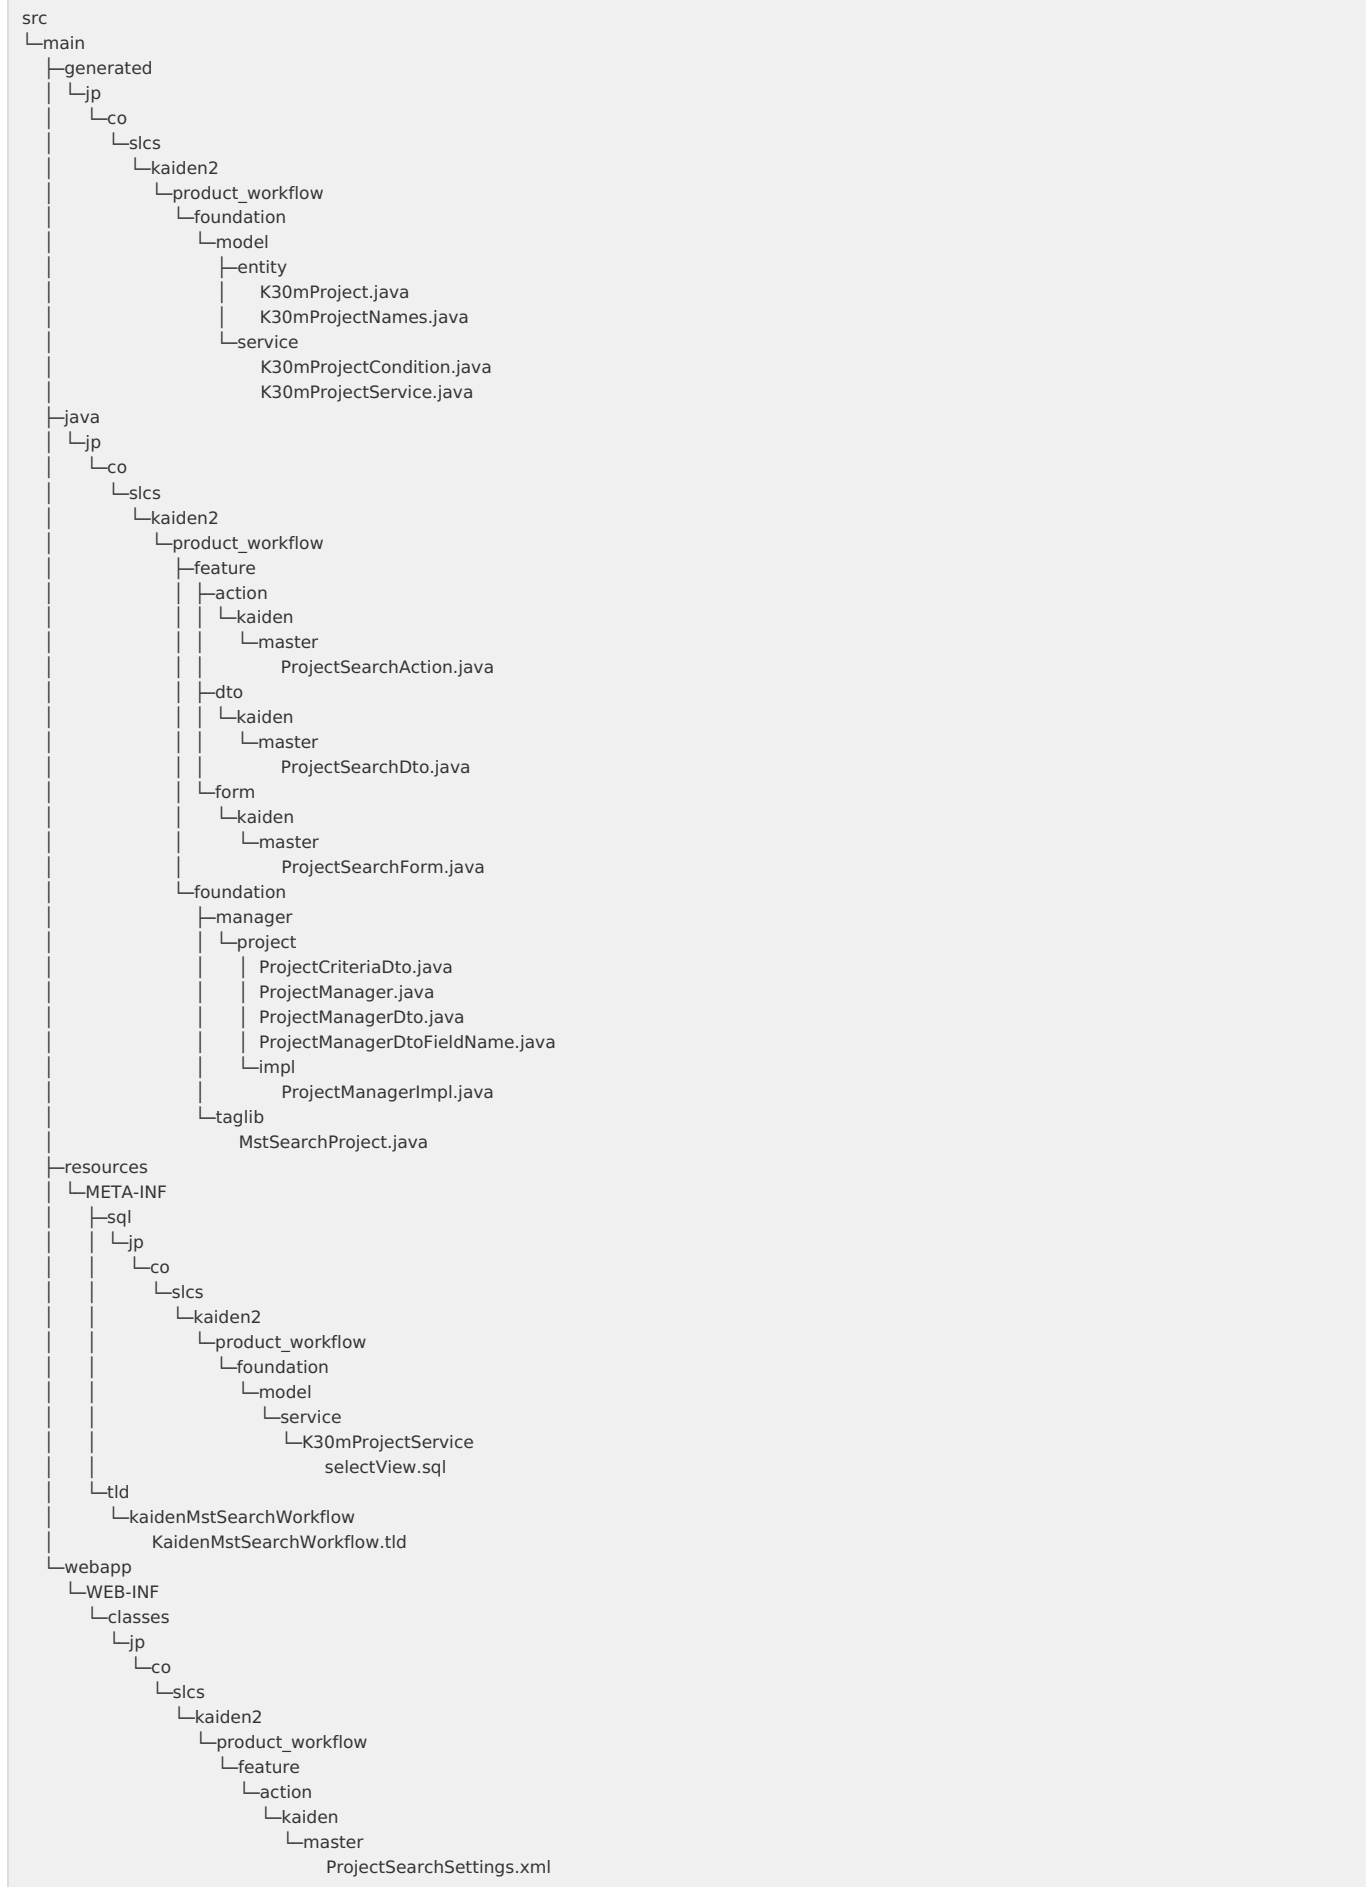 src
└─main
├─generated
│ └─jp
│ └─co
│ └─slcs
│ └─kaiden2
│ └─product_workflow
│ └─foundation
│ └─model
│ ├─entity
│ │ K30mProject.java
│ │ K30mProjectNames.java
│ └─service
│ K30mProjectCondition.java
│ K30mProjectService.java
├─java
│ └─jp
│ └─co
│ └─slcs
│ └─kaiden2
│ └─product_workflow
│ ├─feature
│ │ ├─action
│ │ │ └─kaiden
│ │ │ └─master
│ │ │ ProjectSearchAction.java
│ │ ├─dto
│ │ │ └─kaiden
│ │ │ └─master
│ │ │ ProjectSearchDto.java
│ │ └─form
│ │ └─kaiden
│ │ └─master
│ │ ProjectSearchForm.java
│ └─foundation
│ ├─manager
│ │ └─project
│ │ │ ProjectCriteriaDto.java
│ │ │ ProjectManager.java
│ │ │ ProjectManagerDto.java
│ │ │ ProjectManagerDtoFieldName.java
│ │ └─impl
│ │ ProjectManagerImpl.java
│ └─taglib
│ MstSearchProject.java
├─resources
│ └─META-INF
│ ├─sql
│ │ └─jp
│ │ └─co
│ │ └─slcs
│ │ └─kaiden2
│ │ └─product_workflow
│ │ └─foundation
│ │ └─model
│ │ └─service
│ │ └─K30mProjectService
│ │ selectView.sql
│ └─tld
│ └─kaidenMstSearchWorkflow
│ KaidenMstSearchWorkflow.tld
└─webapp
└─WEB-INF
└─classes
└─jp
└─co
└─slcs
└─kaiden2
└─product_workflow
└─feature
└─action
└─kaiden
└─master
ProjectSearchSettings.xml